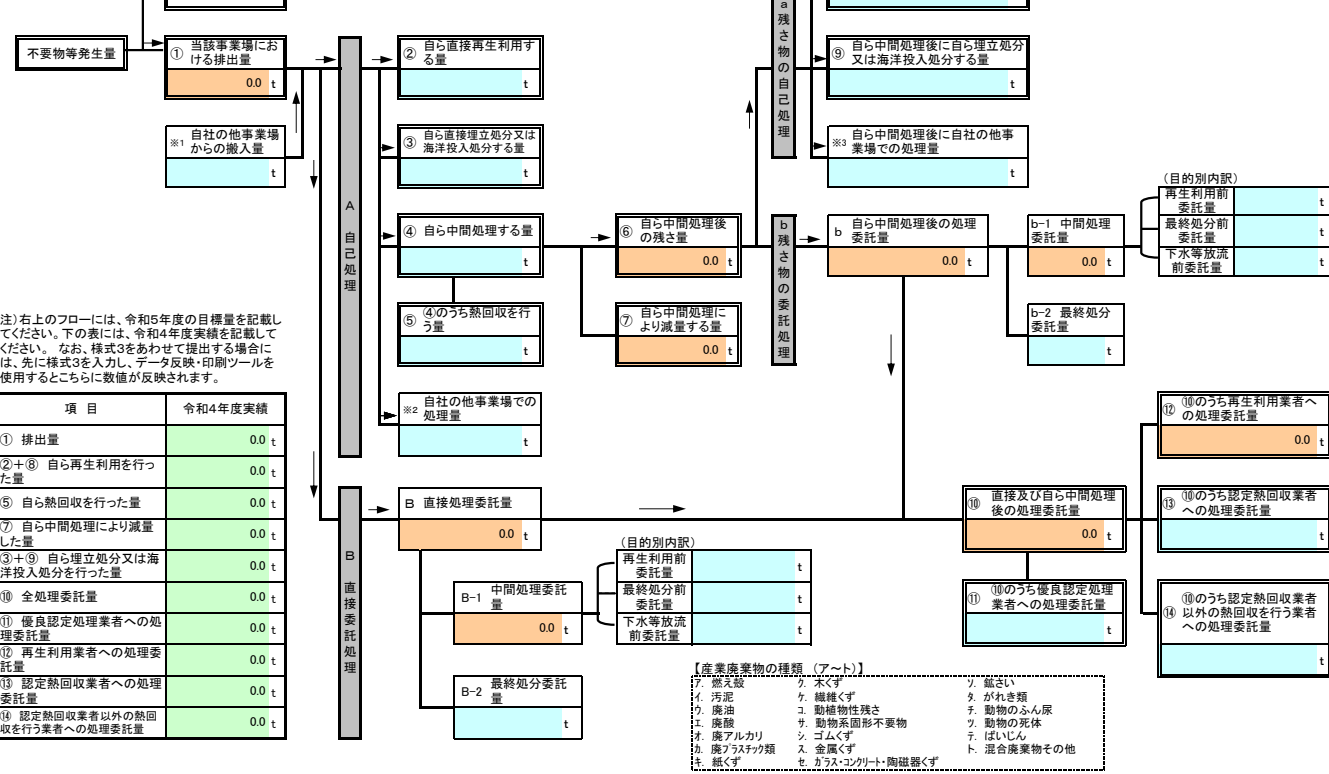 a
残
さ
物
の
自
己
処
理
不要物等発生量
① 当該事業場にお
ける排出量
0.0 t
② 自ら直接再生利用す
る量
t
⑨ 自ら中間処理後に自ら埋立処分
又は海洋投入処分する量
t
※1 自社の他事業場
からの搬入量
t
③ 自ら直接埋立処分又は
海洋投入処分する量
t
※3 自ら中間処理後に自社の他事
業場での処理量
t
A
自
己
処
理
④ 自ら中間処理する量
t
⑥ 自ら中間処理後
の残さ量
0.0 t
b
残
さ
物
の
委
託
処
理
b 自ら中間処理後の処理
委託量
0.0 t
b-1 中間処理
委託量
0.0 t
(目的別内訳)
再生利用前
委託量
t
最終処分前
委託量
t
下水等放流
前委託量
t
⑤ ④のうち熱回収を行
う量
t
⑦ 自ら中間処理に
より減量する量
0.0 t
b-2 最終処分
委託量
t
注)右上のフローには、令和5年度の目標量を記載し
てください。下の表には、令和4年度実績を記載して
ください。 なお、様式3をあわせて提出する場合に
は、先に様式3を入力し、データ反映・印刷ツールを
使用するとこちらに数値が反映されます。
※2 自社の他事業場での
処理量
t
項 目 令和4年度実績
① 排出量 0.0 t
②+⑧ 自ら再生利用を行っ
た量 0.0 t
⑤ 自ら熱回収を行った量 0.0 t
⑦ 自ら中間処理により減量
した量 0.0 t
③+⑨ 自ら埋立処分又は海
洋投入処分を行った量 0.0 t
⑩ 全処理委託量 0.0 t
⑪ 優良認定処理業者への処
理委託量 0.0 t
⑫ 再生利用業者への処理委
託量 0.0 t
⑬ 認定熱回収業者への処理
委託量 0.0 t
⑭ 認定熱回収業者以外の熱回
収を行う業者への処理委託量 0.0 t
B
直
接
委
託
処
理
B 直接処理委託量
0.0 t
B-1 中間処理委託
量
0.0 t
(目的別内訳)
再生利用前
委託量
t
最終処分前
委託量
t
下水等放流
前委託量
t
B-2 最終処分委託
量
t
⑩ 直接及び自ら中間処理
後の処理委託量
0.0 t
⑪ ⑩のうち優良認定処理
業者への処理委託量
t
⑫ ⑩のうち再生利用業者へ
の処理委託量
0.0 t
⑬ ⑩のうち認定熱回収業者
への処理委託量
t
⑭ ⑩のうち認定熱回収業者
以外の熱回収を行う業者
への処理委託量
t
【産業廃棄物の種類 (ア~ト)】
ア. 燃え殻 ク. 木くず ソ. 鉱さい
イ. 汚泥 ケ. 繊維くず タ. がれき類
ウ. 廃油 コ. 動植物性残さ チ. 動物のふん尿
エ. 廃酸 サ. 動物系固形不要物 ツ. 動物の死体
オ. 廃アルカリ シ. ゴムくず テ. ばいじん
カ. 廃プラスチック類 ス. 金属くず ト. 混合廃棄物その他
キ. 紙くず セ. ガラス・コンクリート・陶磁器くず